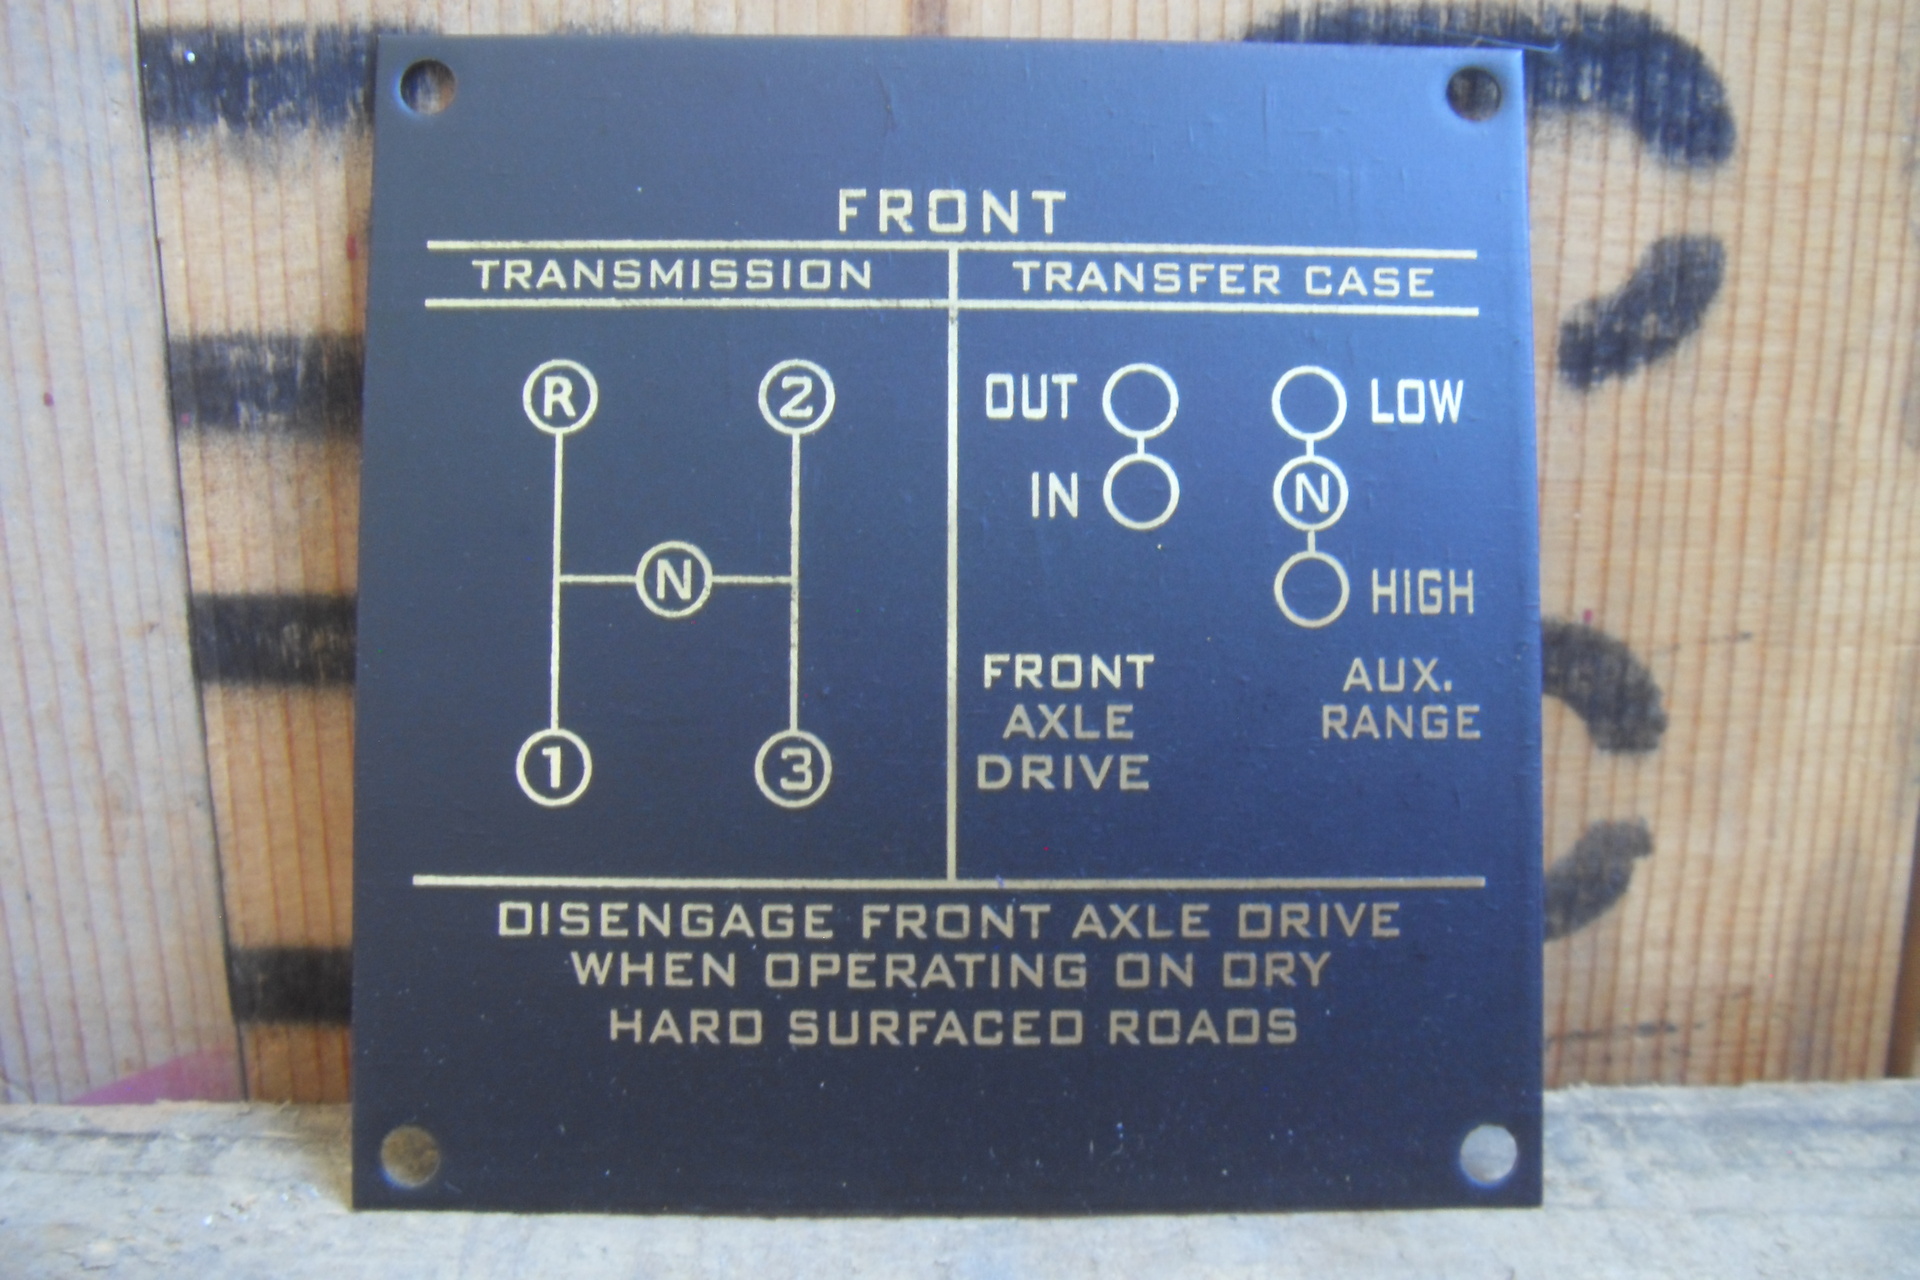 FRONT
TRANSMISSION TRANSFER CASE
R 2 OUT LOW
IN N
N HIGH
FRONT AXLE DRIVE AUX. RANGE
1 3
DISENGAGE FRONT AXLE DRIVE
WHEN OPERATING ON DRY
HARD SURFACED ROADS